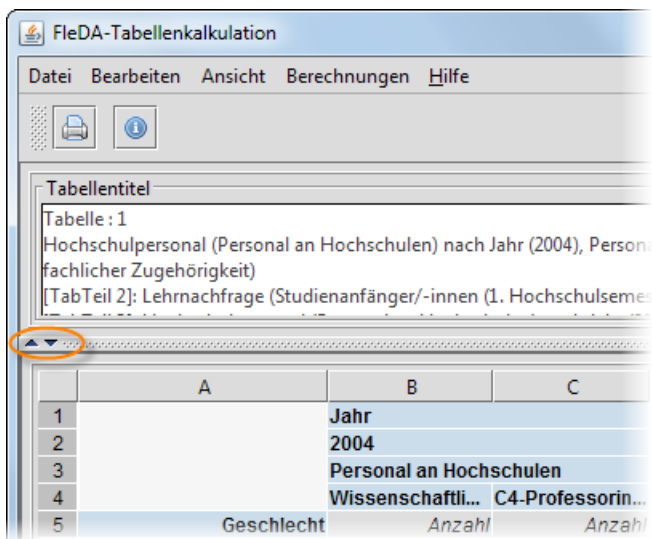 FleDA-Tabellenkalkulation
Datei Bearbeiten Ansicht Berechnungen Hilfe
Tabellentitel
Tabelle : 1
Hochschulpersonal (Personal an Hochschulen) nach Jahr (2004), Persona
fachlicher Zugehörigkeit)
[TabTeil 2]: Lehrnachfrage (Studienanfänger/-innen (1. Hochschulsemes
A B C
1 Jahr
2 2004
3 Personal an Hochschulen
4 Wissenschaftli... C4-Professorin...
5 Geschlecht Anzahl Anzahl